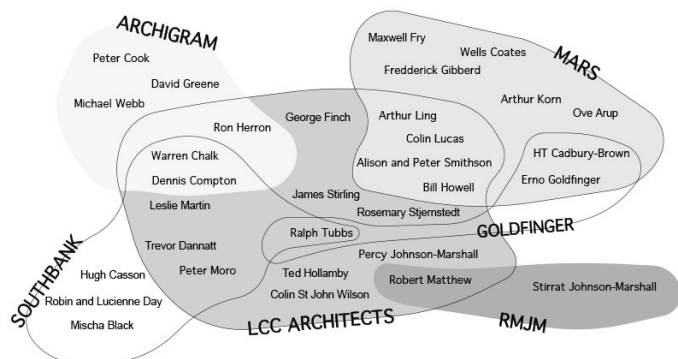 ARCHIGRAM
Peter Cook
David Greene
Michael Webb
Ron Herron
Warren Chalk
Dennis Compton
MARS
Maxwell Fry
Wells Coates
Fredderick Gibberd
Arthur Korn
Ove Arup
George Finch
Arthur Ling
Colin Lucas
Alison and Peter Smithson
Bill Howell
HT Cadbury-Brown
Erno Goldfinger
GOLDFINGER
Leslie Martin
James Stirling
Rosemary Stjernstedt
Ralph Tubbs
Trevor Dannatt
Peter Moro
Percy Johnson-Marshall
Ted Hollamby
Colin St John Wilson
Robert Matthew
Stirrat Johnson-Marshall
SOUTHBANK
Hugh Casson
Robin and Lucienne Day
Mischa Black
LCC ARCHITECTS
RMJM